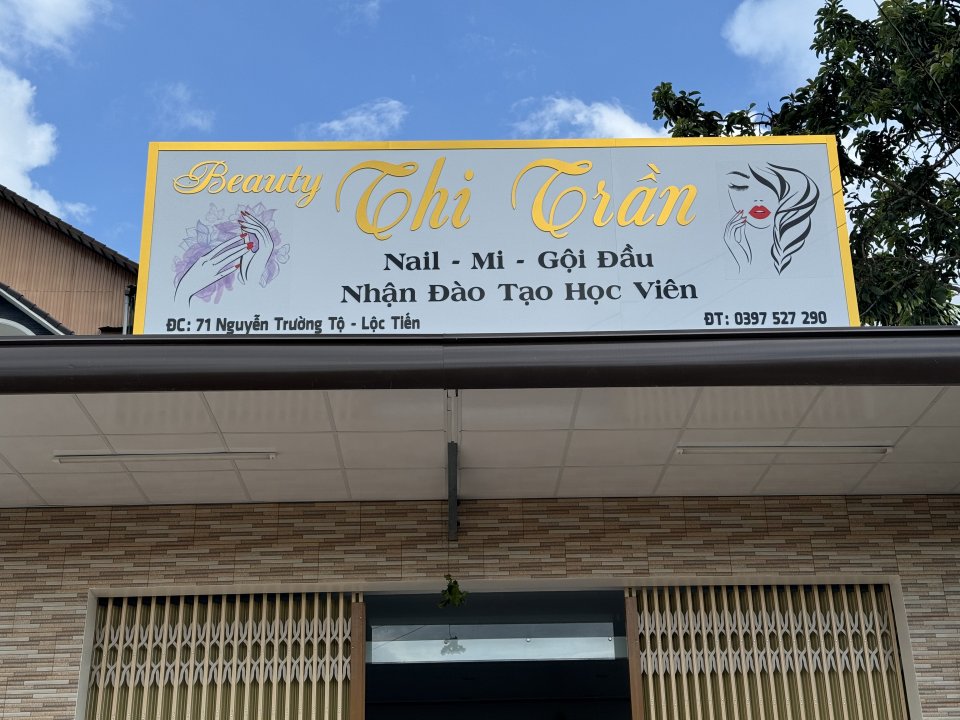 Beauty Thi Trần
Nail - Mi - Gội Đầu
Nhận Đào Tạo Học Viên
ĐC: 71 Nguyễn Trường Tộ - Lộc Tiến
ĐT: 0397 527 290